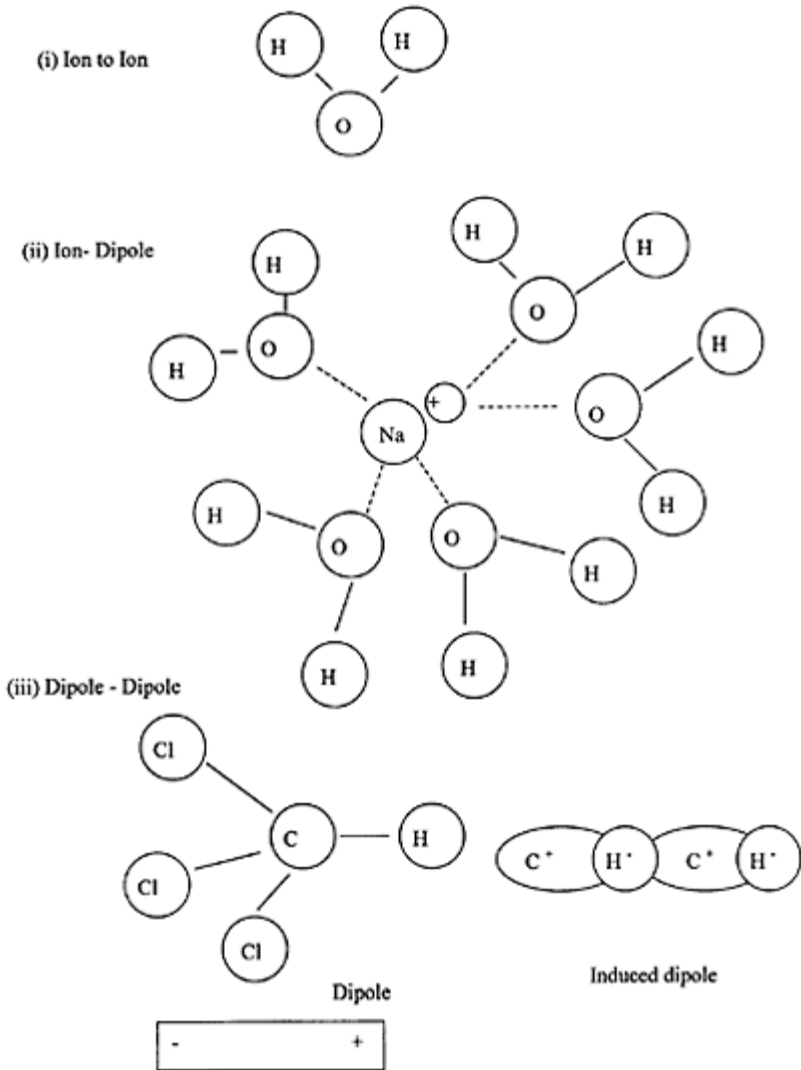 H H
(i) Ion to Ion
O
H H
(ii) Ion- Dipole
H
O
H O
H
+ O
Na
H
H
O O
H
H H
(iii) Dipole - Dipole
Cl
C H C + H • C + H •
Cl
Cl
Induced dipole
Dipole
- +